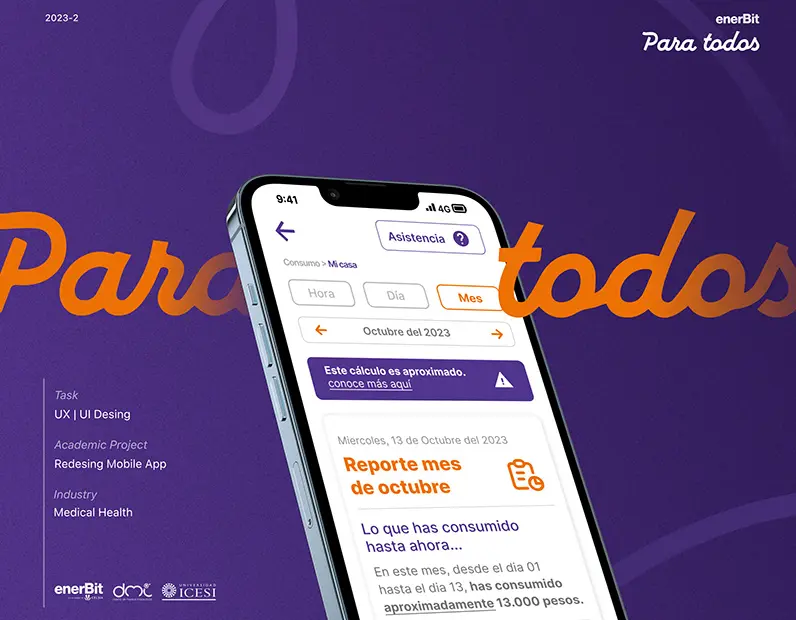 2023-2
enerBit
Para todos
Para todos
9:41
4G
Asistencia ?
Consumo > Mi casa
Hora
Día
Mes
Octubre del 2023
Este cálculo es aproximado.
conoce más aquí
Miercoles, 13 de Octubre del 2023
Reporte mes
de octubre
Lo que has consumido
hasta ahora...
En este mes, desde el día 01
hasta el día 13, has consumido
aproximadamente 13.000 pesos.
Task
UX | UI Desing
Academic Project
Redesing Mobile App
Industry
Medical Health
enerBit
dmi
UNIVERSIDAD
ICESI